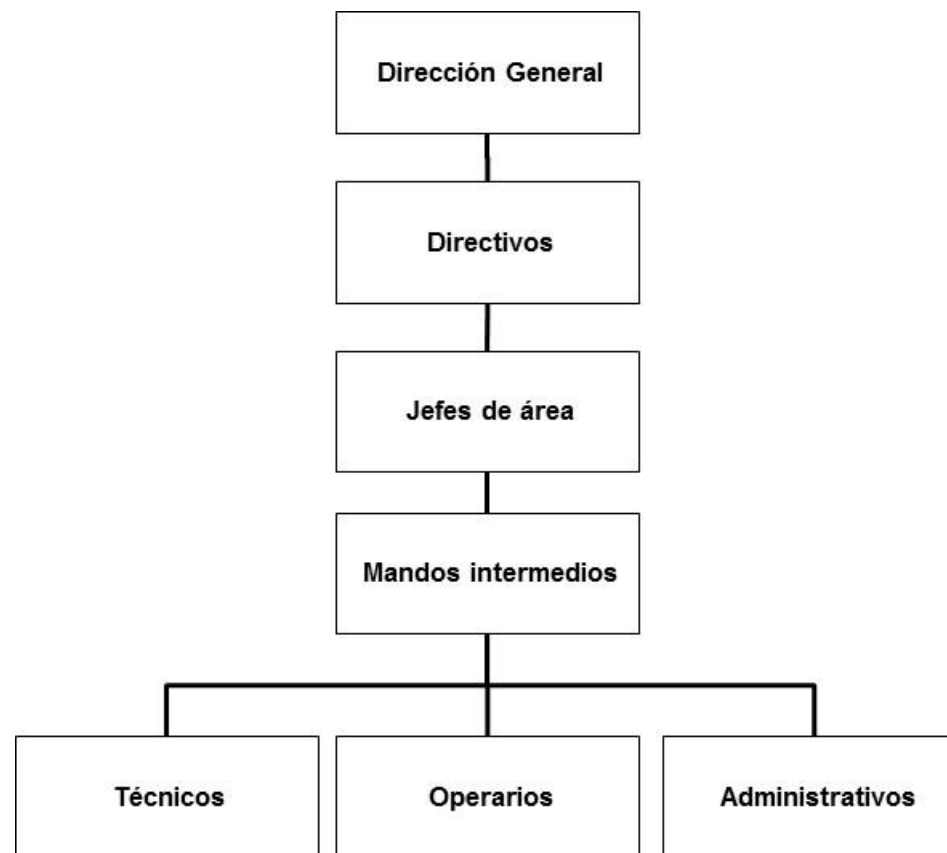 Dirección General
Directivos
Jefes de área
Mandos intermedios
Técnicos
Operarios
Administrativos